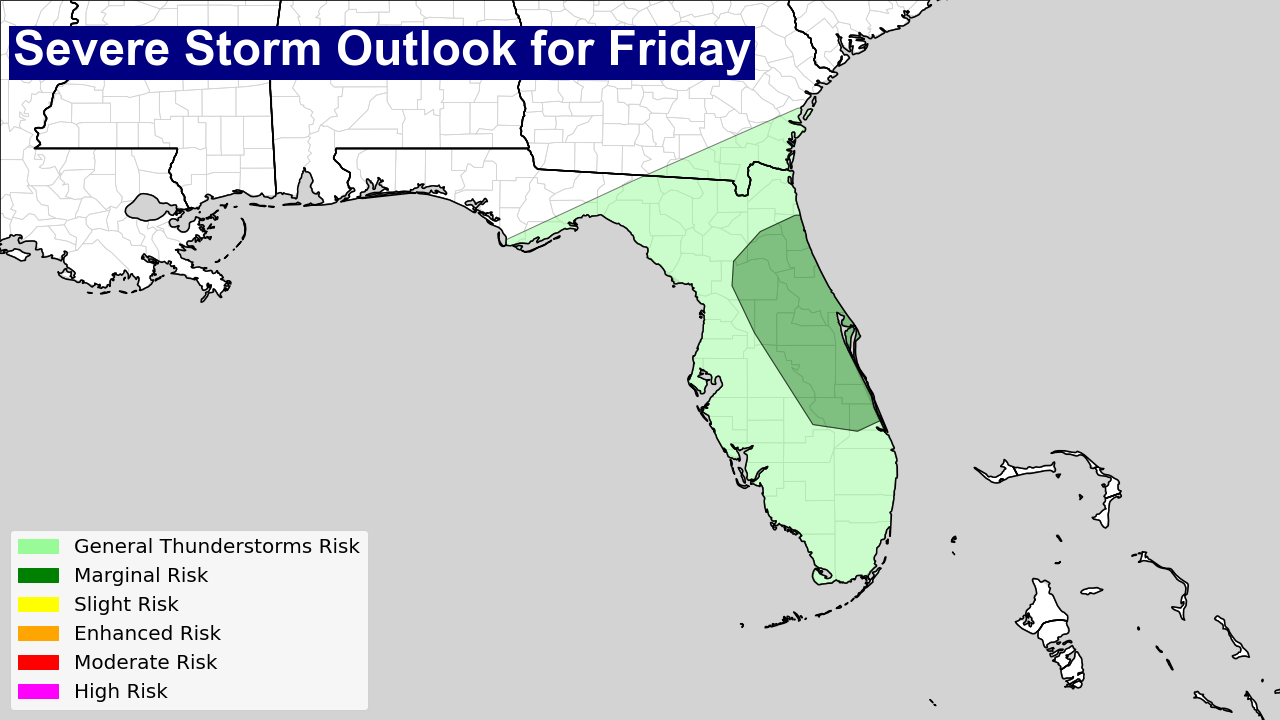 Severe Storm Outlook for Friday
General Thunderstorms Risk
Marginal Risk
Slight Risk
Enhanced Risk
Moderate Risk
High Risk